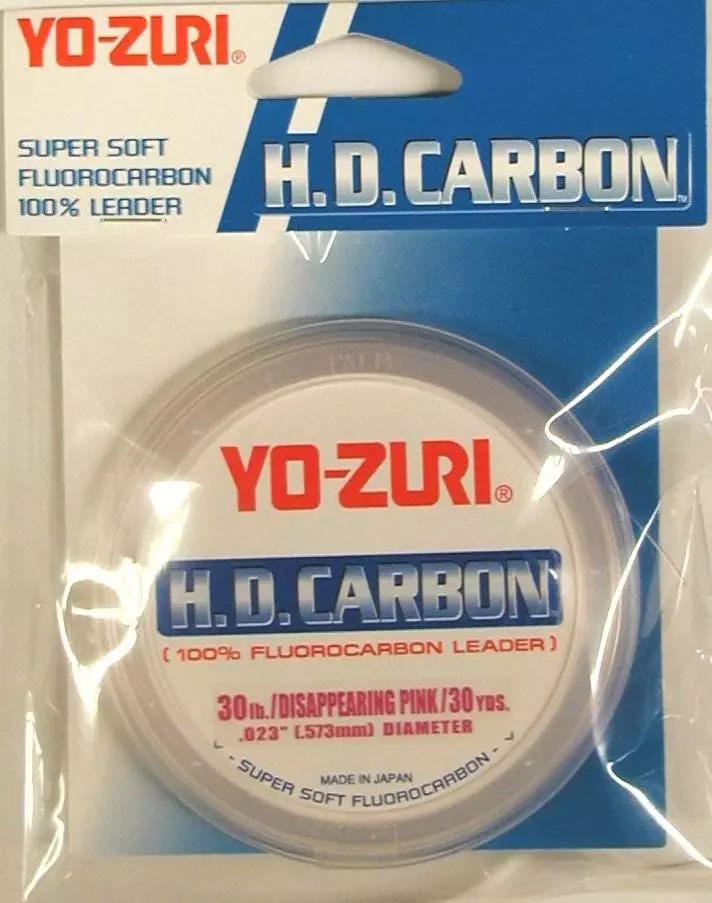 YO-ZURI®
SUPER SOFT
FLUOROCARBON
100% LEADER
H.D. CARBON™
YO-ZURI®
H.D. CARBON
( 100% FLUOROCARBON LEADER )
30lb./DISAPPEARING PINK/30YDS.
.023" (.573mm) DIAMETER
MADE IN JAPAN
- SUPER SOFT FLUOROCARBON -